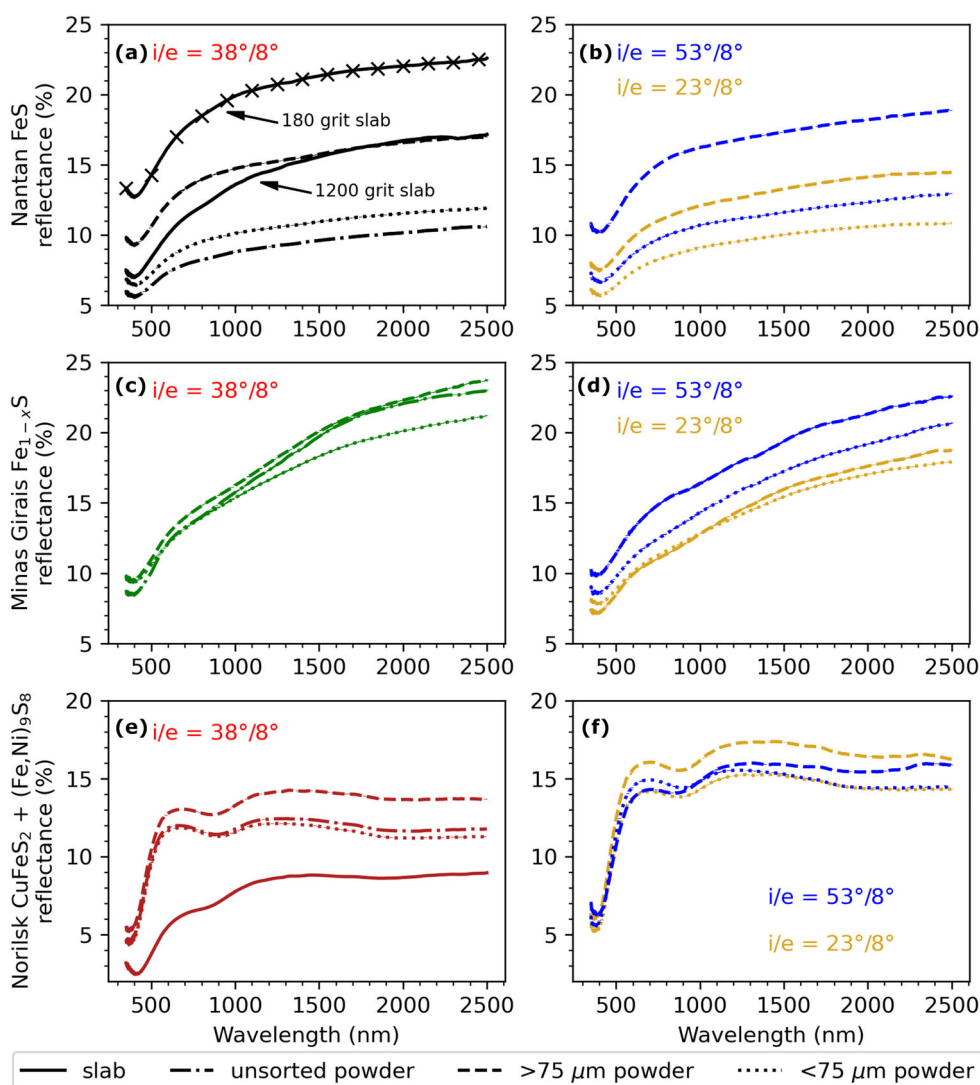 (a) i/e = 38°/8°
180 grit slab
1200 grit slab
Nantan FeS
reflectance (%)
25
20
15
10
5
500 1000 1500 2000 2500
(b) i/e = 53°/8°
i/e = 23°/8°
25
20
15
10
5
500 1000 1500 2000 2500
(c) i/e = 38°/8°
Minas Girais Fe₁₋ₓS
reflectance (%)
25
20
15
10
5
500 1000 1500 2000 2500
(d) i/e = 53°/8°
i/e = 23°/8°
25
20
15
10
5
500 1000 1500 2000 2500
(e) i/e = 38°/8°
Norilsk CuFeS₂ + (Fe,Ni)₉S₈
reflectance (%)
20
15
10
5
500 1000 1500 2000 2500
Wavelength (nm)
(f)
i/e = 53°/8°
i/e = 23°/8°
20
15
10
5
500 1000 1500 2000 2500
Wavelength (nm)
slab unsorted powder >75 μm powder <75 μm powder